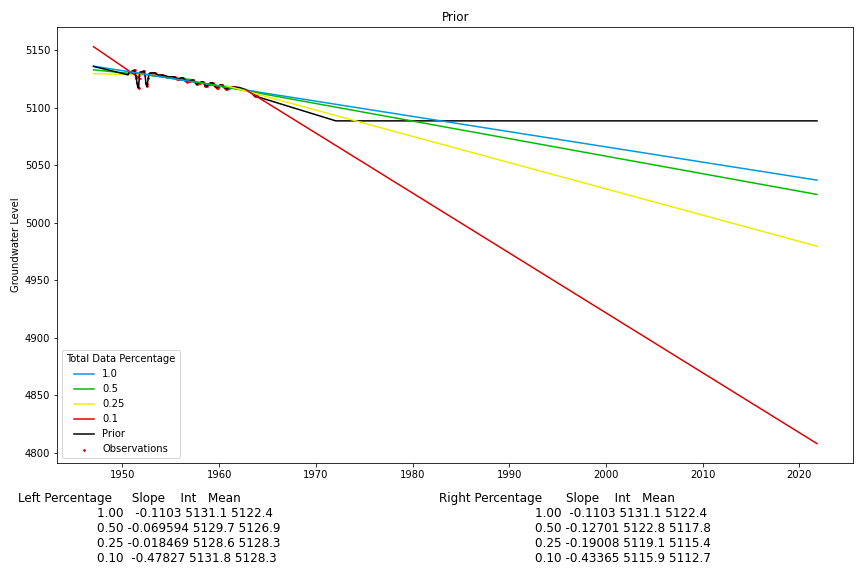 Prior
Groundwater Level
5150
5100
5050
5000
4950
4900
4850
4800
Total Data Percentage
1.0
0.5
0.25
0.1
Prior
Observations
1950 1960 1970 1980 1990 2000 2010 2020
Left Percentage Slope Int Mean
1.00 -0.1103 5131.1 5122.4
0.50 -0.069594 5129.7 5126.9
0.25 -0.018469 5128.6 5128.3
0.10 -0.47827 5131.8 5128.3
Right Percentage Slope Int Mean
1.00 -0.1103 5131.1 5122.4
0.50 -0.12701 5122.8 5117.8
0.25 -0.19008 5119.1 5115.4
0.10 -0.43365 5115.9 5112.7